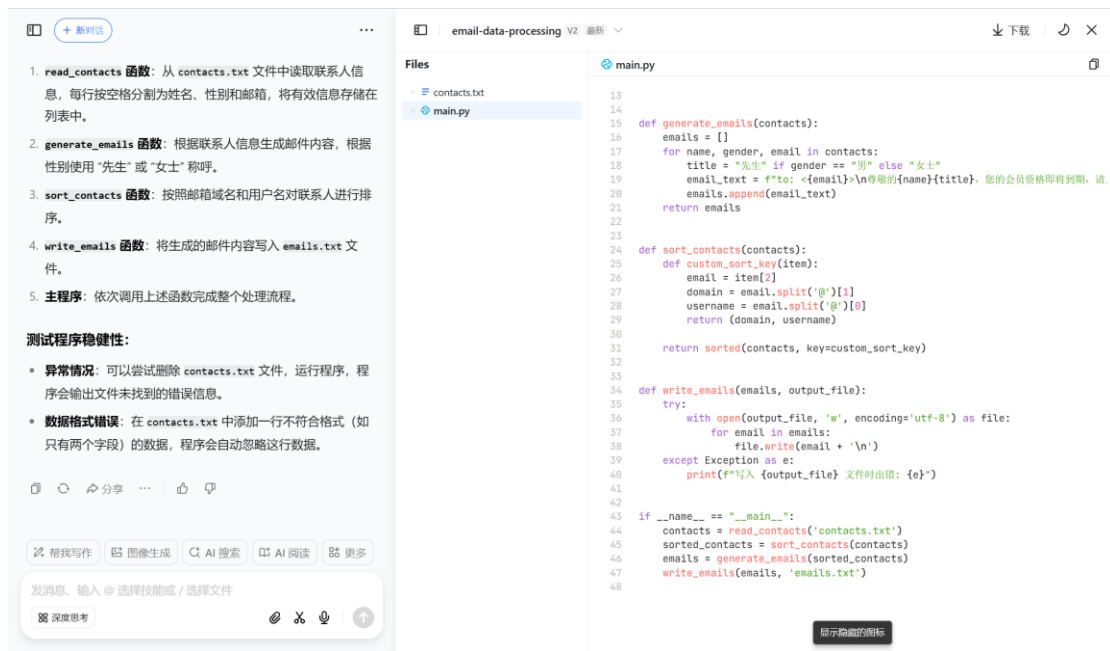 + 新对话
1. read_contacts 函数：从 contacts.txt 文件中读取联系人信
息，每行按空格分割为姓名、性别和邮箱，将有效信息存储在
列表中。
2. generate_emails 函数：根据联系人信息生成邮件内容，根据
性别使用 “先生” 或 “女士” 称呼。
3. sort_contacts 函数：按照邮箱域名和用户名对联系人进行排
序。
4. write_emails 函数：将生成的邮件内容写入 emails.txt 文
件。
5. 主程序：依次调用上述函数完成整个处理流程。
测试程序稳健性：
异常情况：可以尝试删除 contacts.txt 文件，运行程序，程
序会输出文件未找到的错误信息。
数据格式错误：在 contacts.txt 中添加一行不符合格式（如
只有两个字段）的数据，程序会自动忽略这行数据。
分享
帮我写作 图像生成 AI 搜索 AI 阅读 更多
发消息、输入 @ 选择技能或 / 选择文件
深度思考
email-data-processing V2 最新
下载
Files
contacts.txt
main.py
main.py
13
14
15 def generate_emails(contacts):
16     emails = []
17     for name, gender, email in contacts:
18         title = "先生" if gender == "男" else "女士"
19         email_text = f"to: <{email}>\n尊敬的{name}{title}，您的会员资格即将到期，请
20         emails.append(email_text)
21     return emails
22
23
24 def sort_contacts(contacts):
25     def custom_sort_key(item):
26         email = item[2]
27         domain = email.split('@')[1]
28         username = email.split('@')[0]
29         return (domain, username)
30
31     return sorted(contacts, key=custom_sort_key)
32
33
34 def write_emails(emails, output_file):
35     try:
36         with open(output_file, 'w', encoding='utf-8') as file:
37             for email in emails:
38                 file.write(email + '\n')
39     except Exception as e:
40         print(f"写入 {output_file} 文件时出错: {e}")
41
42
43 if __name__ == "__main__":
44     contacts = read_contacts('contacts.txt')
45     sorted_contacts = sort_contacts(contacts)
46     emails = generate_emails(sorted_contacts)
47     write_emails(emails, 'emails.txt')
48
显示隐藏的图标